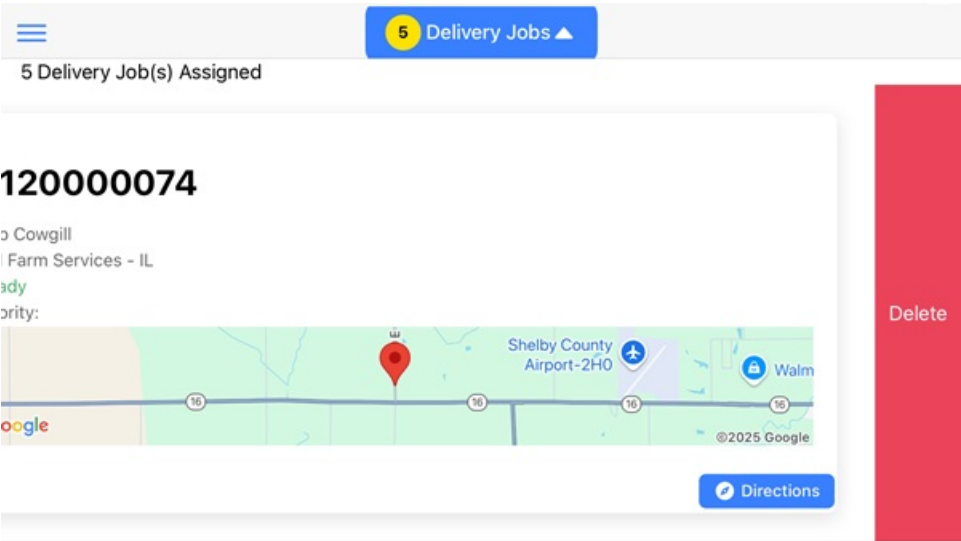 5 Delivery Jobs
5 Delivery Job(s) Assigned
120000074
o Cowgill
l Farm Services - IL
ady
ority:
Delete
E
Shelby County
Airport-2H0
Walm
16
16
16
16
oogle
©2025 Google
Directions